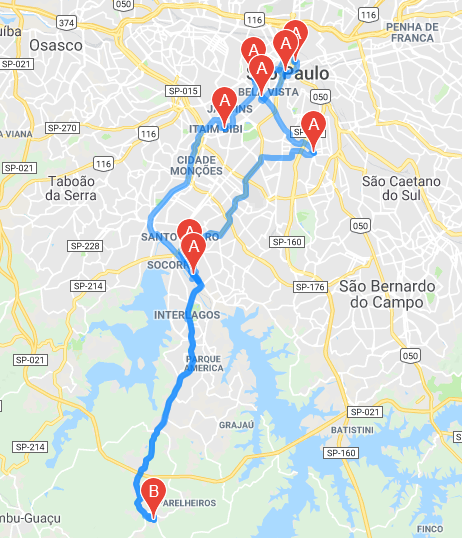 050
116
374
PENHA DE
FRANCA
Osasco
116
SP-021
A
A
A
São Paulo
A
SP-015
050
BELA VISTA
JARDINS
A
SP-270
116
ITAIM BIBI
A
A VIANA
116
CIDADE
MONÇÕES
SP-021
Taboão
da Serra
São Caetano
do Sul
050
A
SANTO AMARO
A
SP-228
SP-160
SOCORRO
SP-214
SP-176
São Bernardo
do Campo
INTERLAGOS
SP-021
PARQUE
AMERICA
050
GRAJAÚ
SP-021
BATISTINI
SP-214
SP-160
B
PARELHEIROS
mbu-Guaçu
FINCO